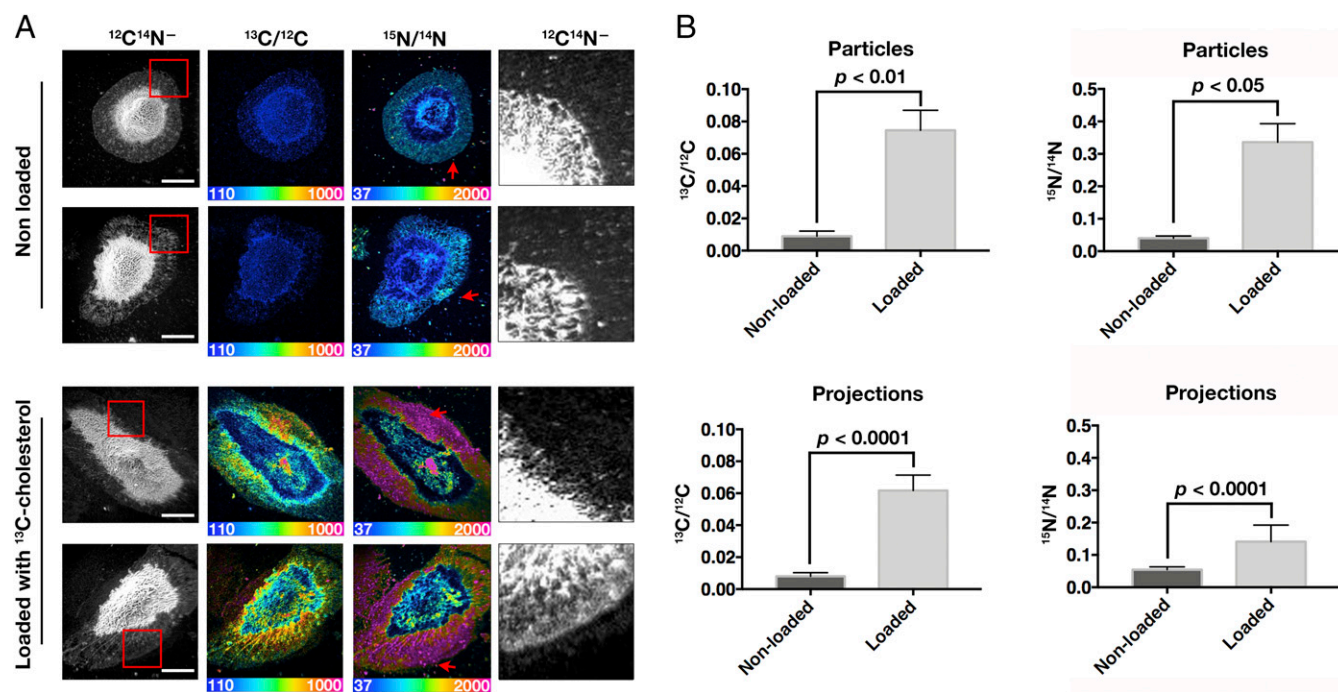 A
¹²C¹⁴N⁻ ¹³C/¹²C ¹⁵N/¹⁴N ¹²C¹⁴N⁻
Non loaded
110 1000 37 2000
110 1000 37 2000
Loaded with ¹³C-cholesterol
110 1000 37 2000
110 1000 37 2000
B
Particles
p < 0.01
¹³C/¹²C
0.10
0.08
0.06
0.04
0.02
0.00
Non-loaded
Loaded
Particles
p < 0.05
¹⁵N/¹⁴N
0.5
0.4
0.3
0.2
0.1
0.0
Non-loaded
Loaded
Projections
p < 0.0001
¹³C/¹²C
0.10
0.08
0.06
0.04
0.02
0.00
Non-loaded
Loaded
Projections
p < 0.0001
¹⁵N/¹⁴N
0.5
0.4
0.3
0.2
0.1
0.0
Non-loaded
Loaded